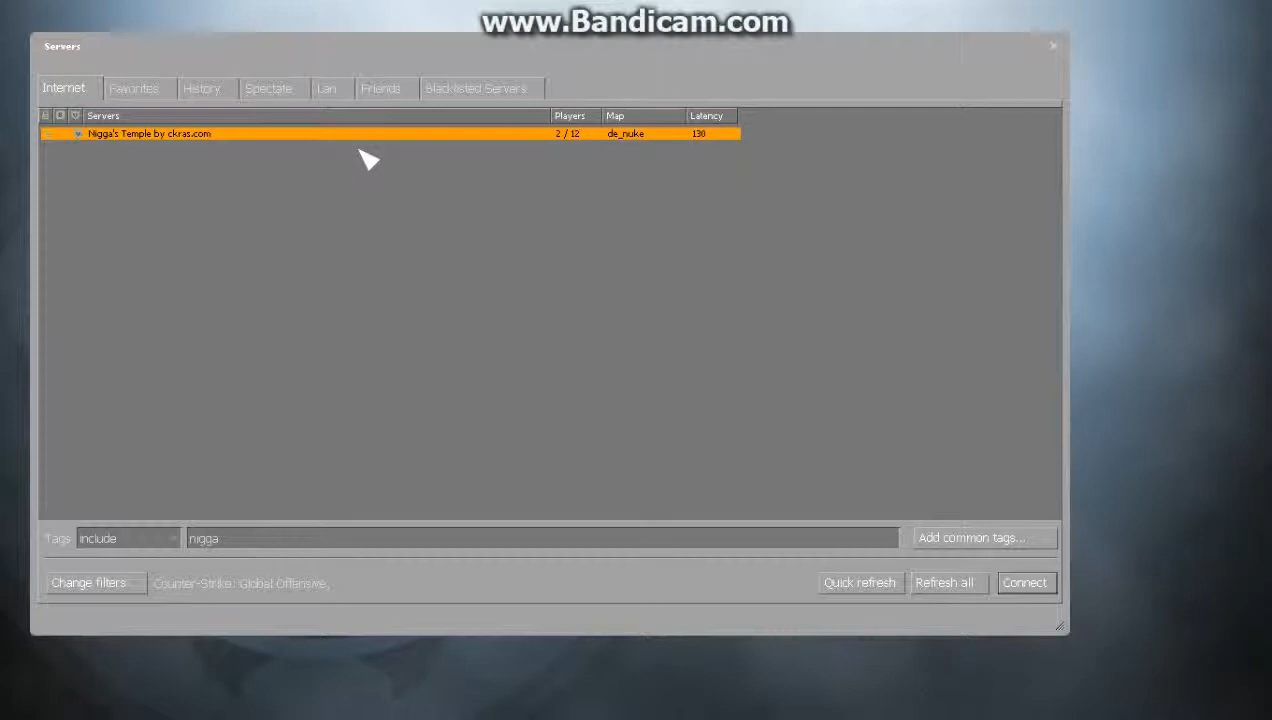 www.Bandicam.com
Servers
Internet Favorites History Spectate Lan Friends Blacklisted Servers
Servers Players Map Latency
Nigga's Temple by ckras.com 2 / 12 de_nuke 130
Tags include nigga Add common tags...
Change filters Counter-Strike: Global Offensive, Quick refresh Refresh all Connect